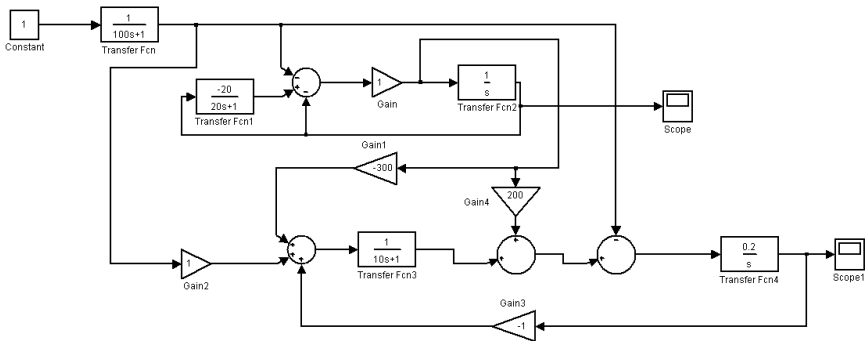 1
Constant
1
100s+1
Transfer Fcn
-20
20s+1
Transfer Fcn1
1
Gain
1
s
Transfer Fcn2
Scope
Gain1
-300
200
Gain4
1
Gain2
1
10s+1
Transfer Fcn3
0.2
s
Transfer Fcn4
Scope1
Gain3
-1